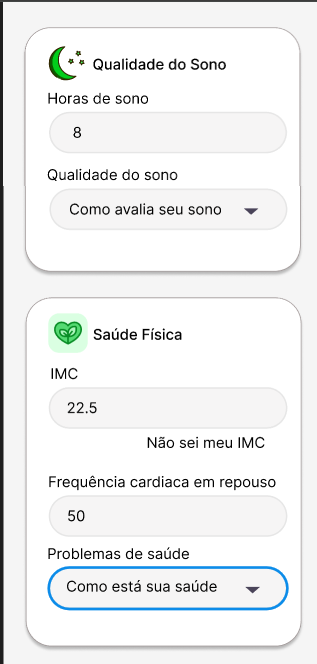 Qualidade do Sono
Horas de sono
8
Qualidade do sono
Como avalia seu sono
Saúde Física
IMC
22.5
Não sei meu IMC
Frequência cardiaca em repouso
50
Problemas de saúde
Como está sua saúde